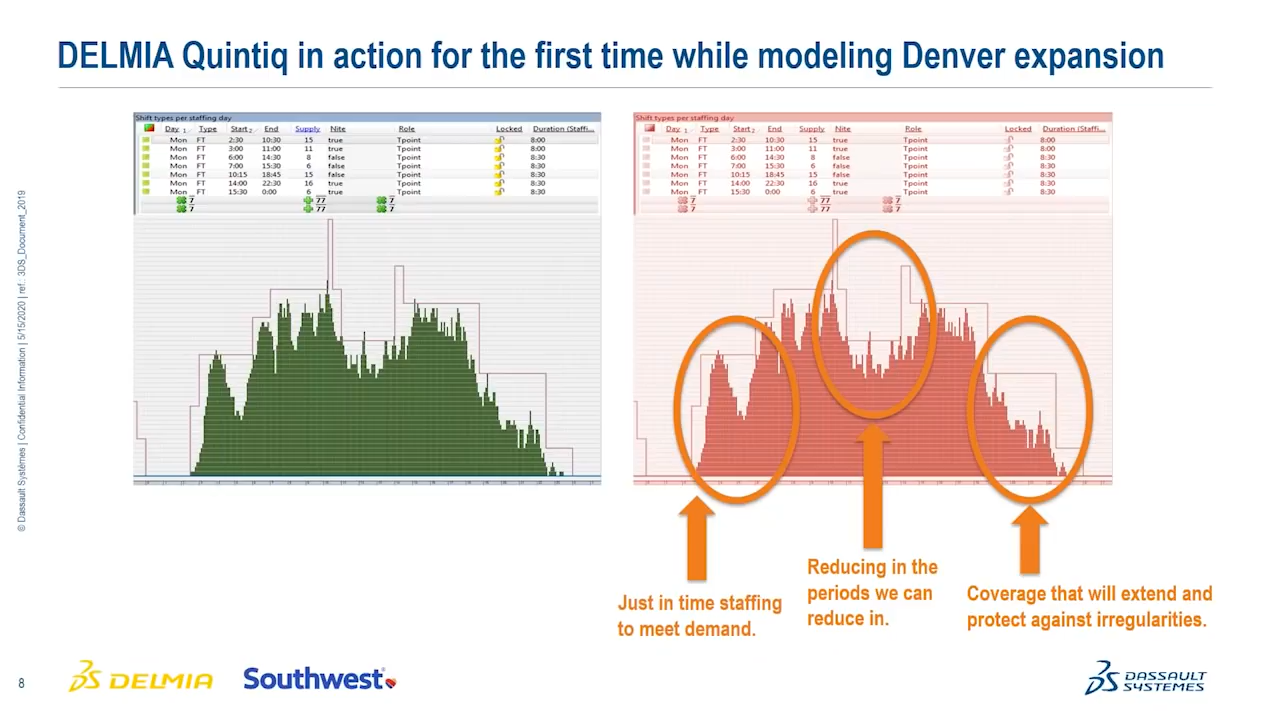 DELMIA Quintiq in action for the first time while modeling Denver expansion
Shift types per staffing day
Day 1 Type Start 2 End Supply Nite Role Locked Duration (Staffi...
Mon FT 2:30 10:30 15 true Tpoint 8:00
Mon FT 3:00 11:00 11 true Tpoint 8:00
Mon FT 6:00 14:30 8 false Tpoint 8:30
Mon FT 7:00 15:30 6 false Tpoint 8:30
Mon FT 10:15 18:45 15 false Tpoint 8:30
Mon FT 14:00 22:30 16 true Tpoint 8:30
Mon FT 15:30 0:00 6 true Tpoint 8:30
7 77 7
7 77 7
Shift types per staffing day
Day 1 Type Start 2 End Supply Nite Role Locked Duration (Staffi...
Mon FT 2:30 10:30 15 true Tpoint 8:00
Mon FT 3:00 11:00 11 true Tpoint 8:00
Mon FT 6:00 14:30 8 false Tpoint 8:30
Mon FT 7:00 15:30 6 false Tpoint 8:30
Mon FT 10:15 18:45 15 false Tpoint 8:30
Mon FT 14:00 22:30 16 true Tpoint 8:30
Mon FT 15:30 0:00 6 true Tpoint 8:30
7 77 7
7 77 7
Just in time staffing
to meet demand.
Reducing in the
periods we can
reduce in.
Coverage that will extend and
protect against irregularities.
© Dassault Systèmes | Confidential Information | 5/15/2020 | ref.: 3DS_Document_2019
8
DELMIA
Southwest®
DASSAULT
SYSTEMES